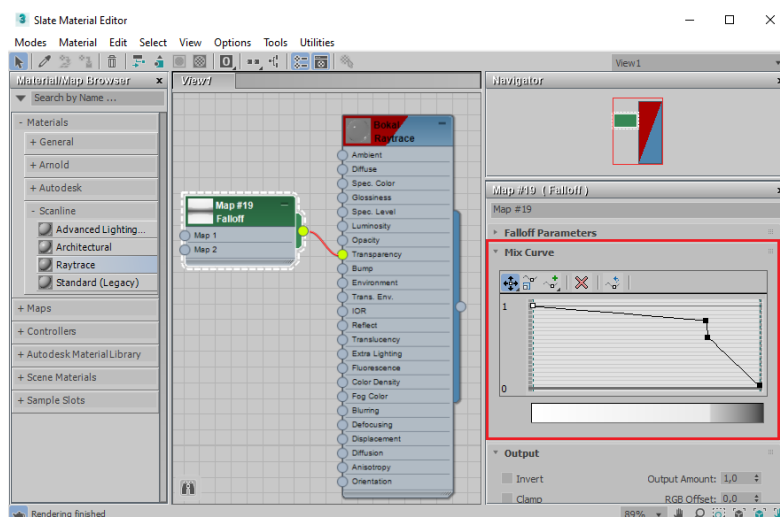 3 Slate Material Editor
Modes Material Edit Select View Options Tools Utilities
View1
Material/Map Browser x
Search by Name ...
- Materials
+ General
+ Arnold
+ Autodesk
- Scanline
Advanced Lighting...
Architectural
Raytrace
Standard (Legacy)
+ Maps
+ Controllers
+ Autodesk Material Library
+ Scene Materials
+ Sample Slots
View1
Map #19
Falloff
Map 1
Map 2
Raytrace
Ambient
Diffuse
Spec. Color
Glossiness
Spec. Level
Luminosity
Opacity
Transparency
Bump
Environment
Trans. Env.
IOR
Reflect
Translucency
Extra Lighting
Fluorescence
Color Density
Fog Color
Blurring
Defocusing
Displacement
Diffusion
Anisotropy
Orientation
Navigator
Map #19 ( Falloff )
Map #19
Falloff Parameters
Mix Curve
1
0
Output
Invert
Output Amount: 1,0
Clamp
RGB Offset: 0,0
Rendering finished
89%